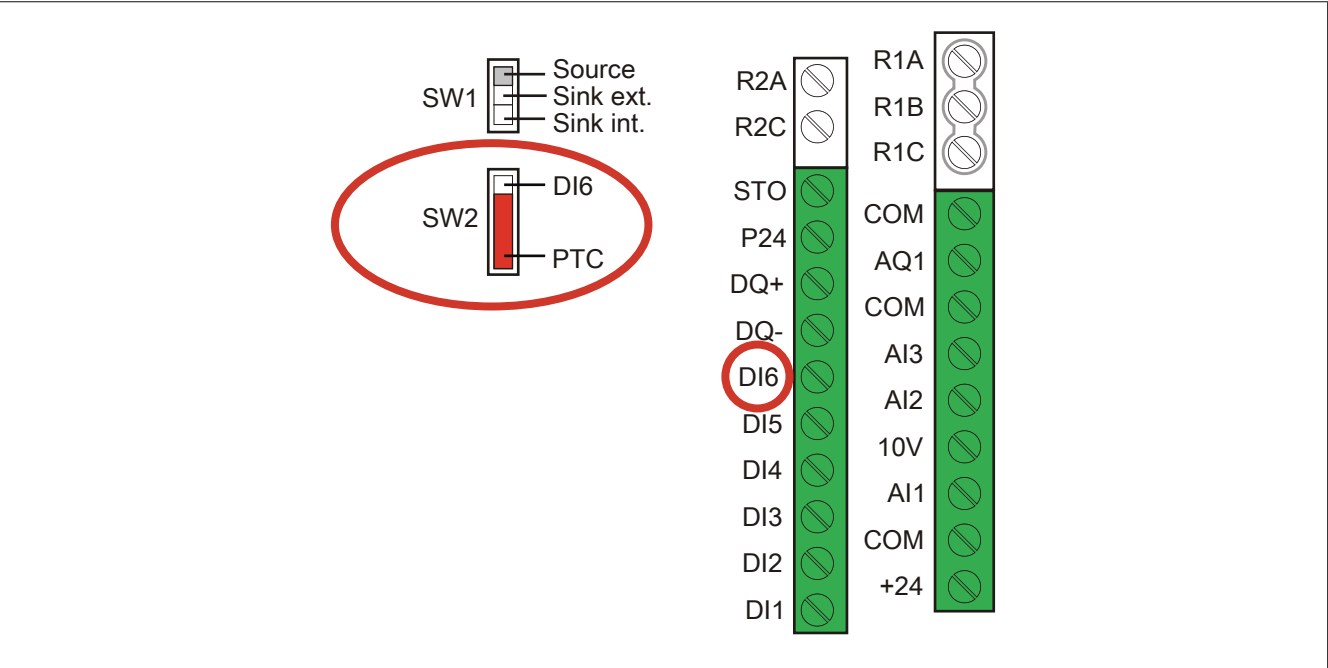 SW1
Source
Sink ext.
Sink int.
SW2
DI6
PTC
R2A
R2C
STO
P24
DQ+
DQ-
DI6
DI5
DI4
DI3
DI2
DI1
R1A
R1B
R1C
COM
AQ1
COM
AI3
AI2
10V
AI1
COM
+24